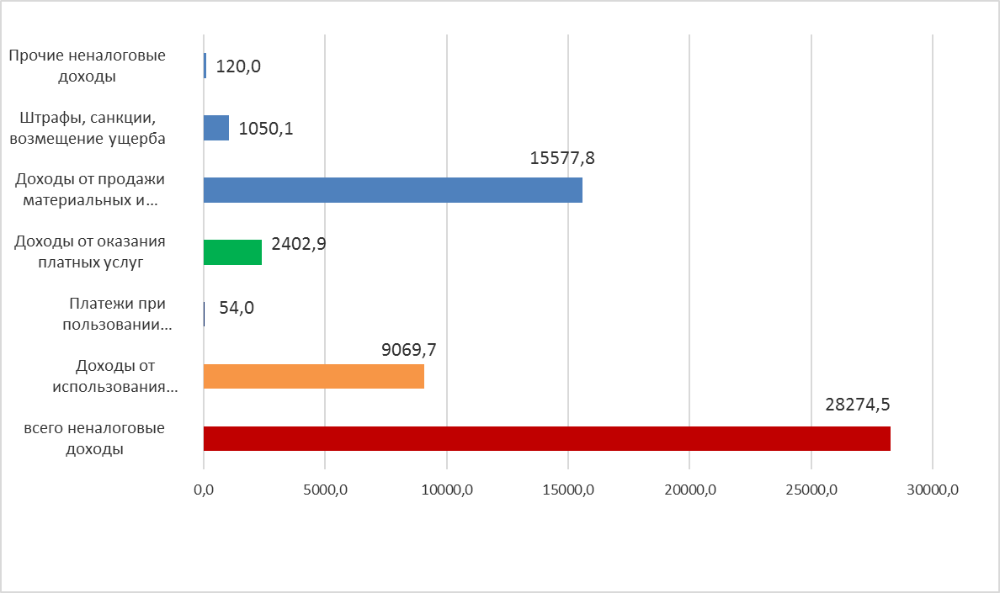 Прочие неналоговые
доходы
120,0
Штрафы, санкции,
возмещение ущерба
1050,1
15577,8
Доходы от продажи
материальных и...
Доходы от оказания
платных услуг
2402,9
Платежи при
пользовании...
54,0
9069,7
Доходы от
использования...
28274,5
всего неналоговые
доходы
0,0 5000,0 10000,0 15000,0 20000,0 25000,0 30000,0